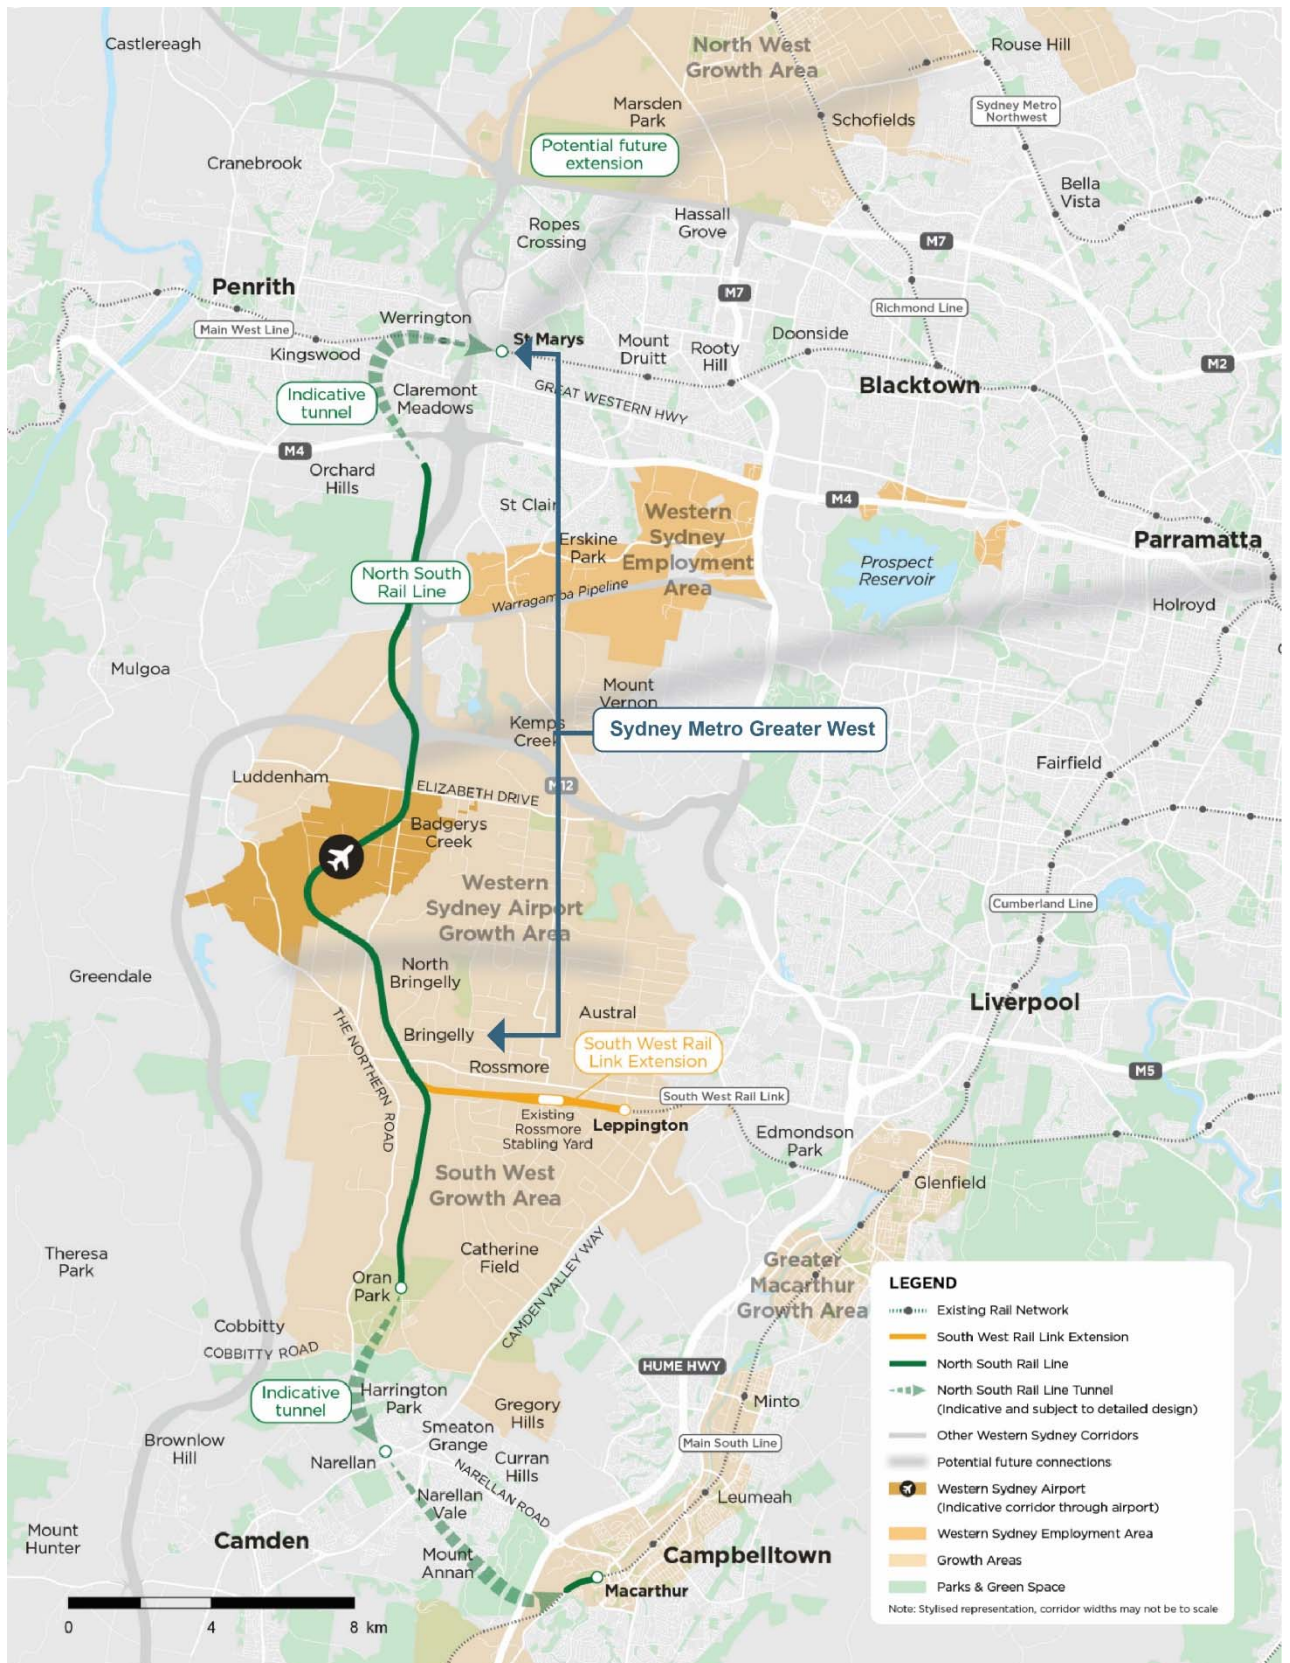 Castlereagh
North West
Growth Area
Rouse Hill
Marsden
Park
Sydney Metro
Northwest
Schofields
Potential future
extension
Cranebrook
Bella
Vista
Ropes
Crossing
Hassall
Grove
M7
Penrith
M7
Richmond Line
Main West Line
Werrington
Kingswood
St Marys
Mount
Druitt
Rooty
Hill
Doonside
M2
Blacktown
Indicative
tunnel
Claremont
Meadows
GREAT WESTERN HWY
M4
Orchard
Hills
St Clair
Western
Sydney
Employment
Area
M4
Erskine
Park
Prospect
Reservoir
Parramatta
North South
Rail Line
Warragamba Pipeline
Holroyd
Mulgoa
Mount
Vernon
Kemps
Creek
Sydney Metro Greater West
Fairfield
Luddenham
ELIZABETH DRIVE
M12
Badgerys
Creek
Western
Sydney Airport
Growth Area
Cumberland Line
Greendale
North
Bringelly
Liverpool
Austral
Bringelly
THE NORTHERN ROAD
South West Rail
Link Extension
Rossmore
M5
South West Rail Link
Existing
Rossmore
Stabling Yard
Leppington
Edmondson
Park
South West
Growth Area
Glenfield
Theresa
Park
Catherine
Field
Greater
Macarthur
Growth Area
Oran
Park
CAMDEN VALLEY WAY
Cobbitty
COBBITTY ROAD
HUME HWY
Indicative
tunnel
Harrington
Park
Gregory
Hills
Minto
Smeaton
Grange
Brownlow
Hill
Narellan
Main South Line
Curran
Hills
NARELLAN ROAD
Narellan
Vale
Leumeah
Mount
Hunter
Camden
Mount
Annan
Campbelltown
Macarthur
0 4 8 km
LEGEND
Existing Rail Network
South West Rail Link Extension
North South Rail Line
North South Rail Line Tunnel
(Indicative and subject to detailed design)
Other Western Sydney Corridors
Potential future connections
Western Sydney Airport
(Indicative corridor through airport)
Western Sydney Employment Area
Growth Areas
Parks & Green Space
Note: Stylised representation, corridor widths may not be to scale